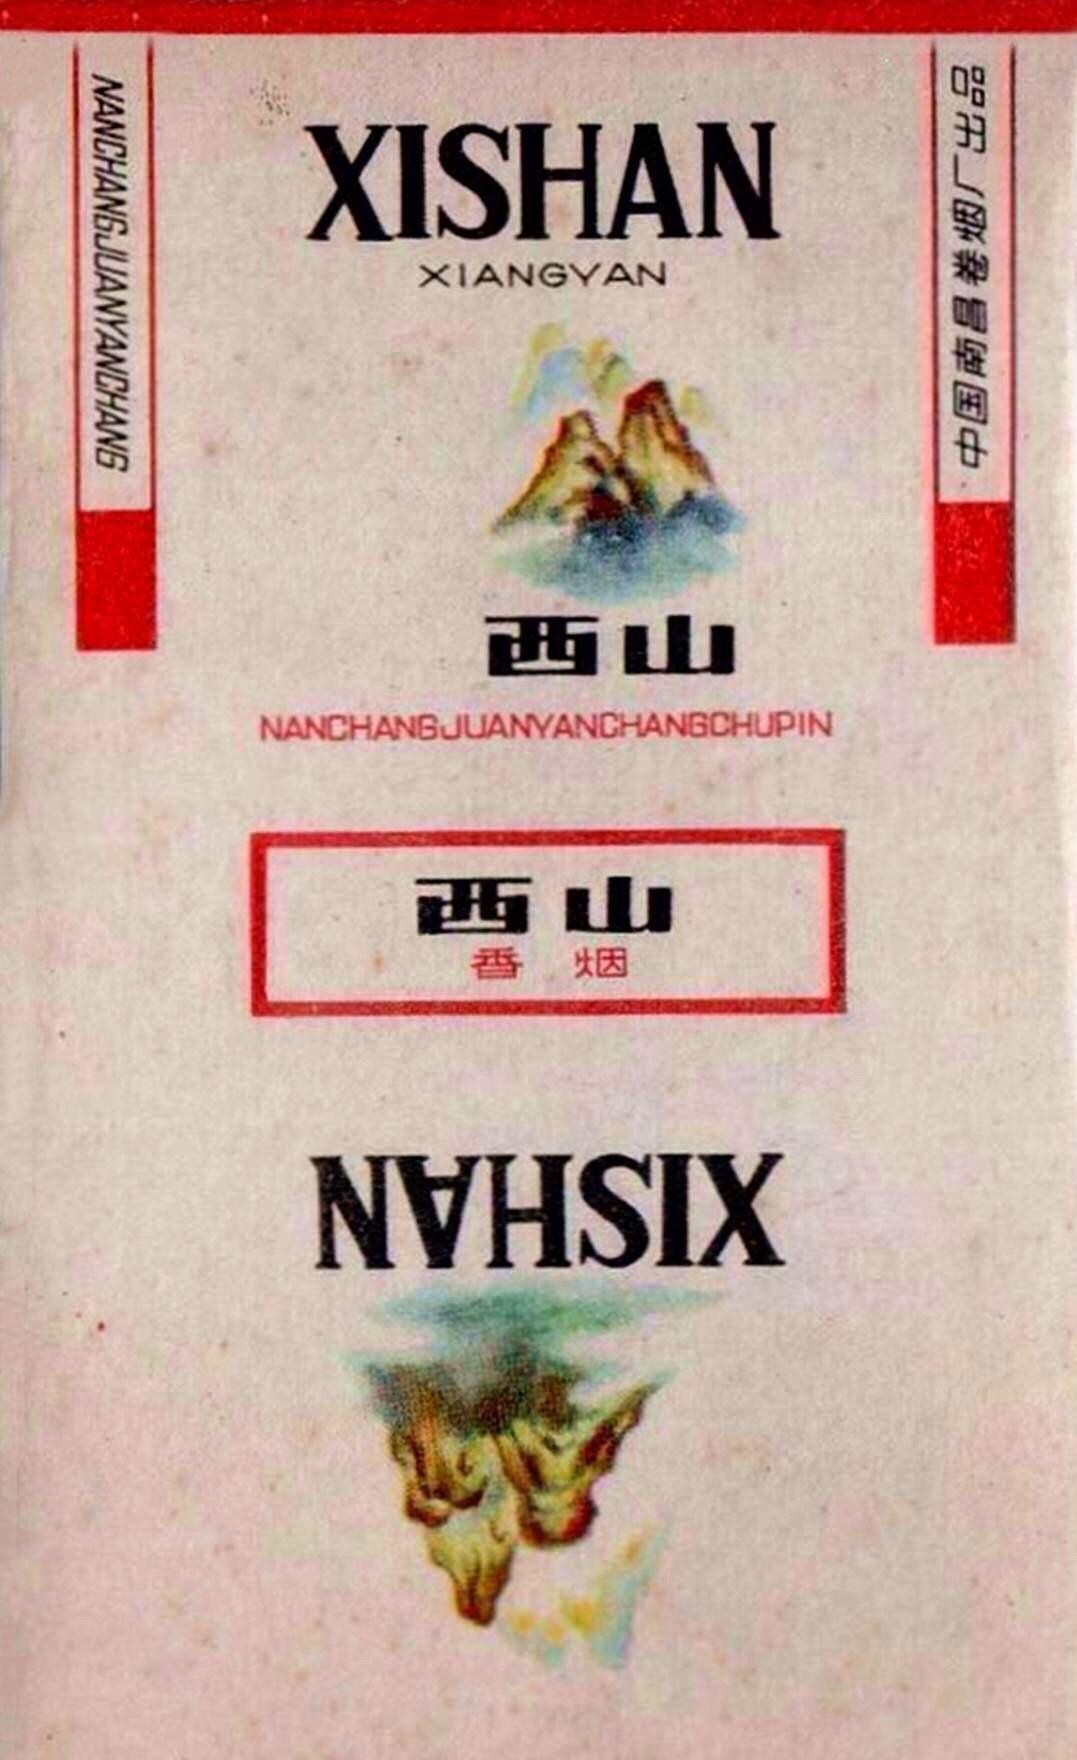 XISHAN
XIANGYAN
NANCHANGJUANYANCHANG
中国南昌卷烟厂出品
西山
NANCHANGJUANYANCHANGCHUPIN
西山
香烟
XISHAN